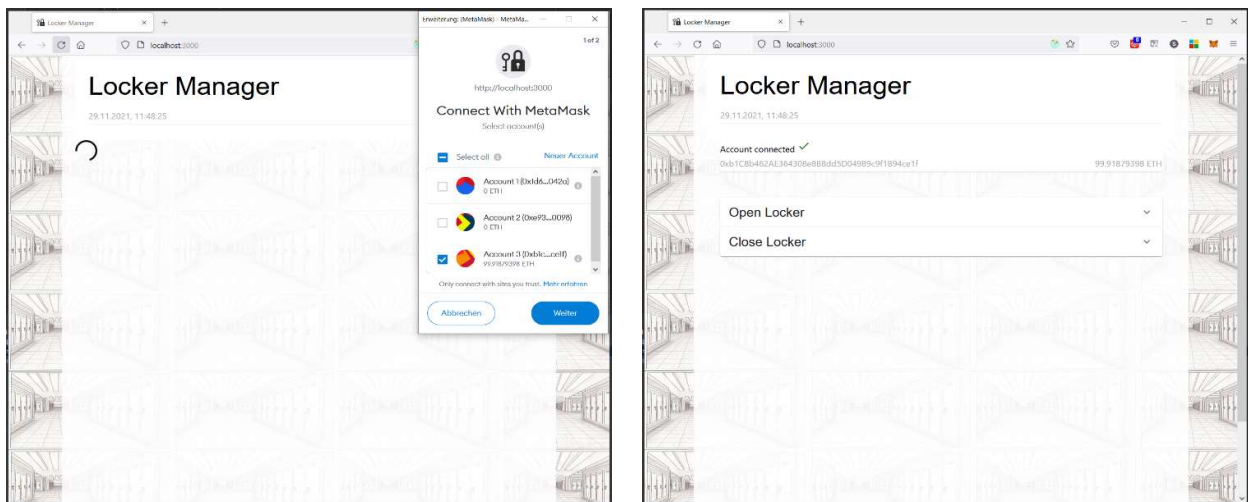 Locker Manager
localhost:3000
Locker Manager
29.11.2021, 11:48:25
Erweiterung: (MetaMask) - MetaMa...
1 of 2
http://localhost:3000
Connect With MetaMask
Select account(s)
Select all
Neuer Account
Account 1 (0x1d6...042a)
0 ETH
Account 2 (0xe93...0098)
0 ETH
Account 3 (0xb1c...ce1f)
99.91879398 ETH
Only connect with sites you trust. Mehr erfahren
Abbrechen
Weiter
Locker Manager
localhost:3000
Locker Manager
29.11.2021, 11:48:25
Account connected
0xb1C8b462AE364308e8B8dd5D04989c9f1894ce1f
99.91879398 ETH
Open Locker
Close Locker